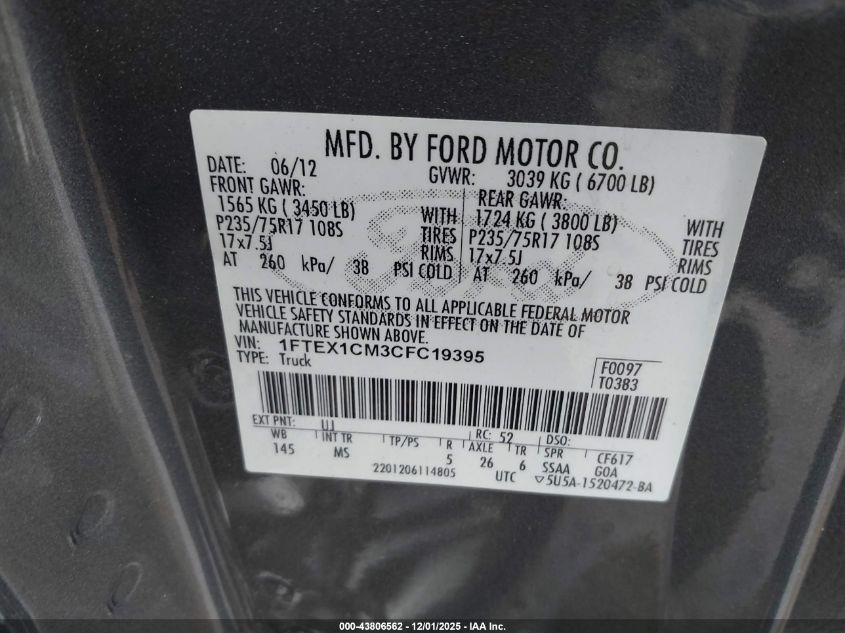 MFD. BY FORD MOTOR CO.
DATE: 06/12 GVWR: 3039 KG ( 6700 LB)
FRONT GAWR: REAR GAWR:
1565 KG ( 3450 LB) WITH 1724 KG ( 3800 LB) WITH
P235/75R17 108S TIRES P235/75R17 108S TIRES
17x7.5J RIMS 17x7.5J RIMS
AT 260 kPa/ 38 PSI COLD AT 260 kPa/ 38 PSI COLD
THIS VEHICLE CONFORMS TO ALL APPLICABLE FEDERAL MOTOR
VEHICLE SAFETY STANDARDS IN EFFECT ON THE DATE OF
MANUFACTURE SHOWN ABOVE.
VIN: 1FTEX1CM3CFC19395
TYPE: Truck
F0097
T0383
EXT PNT: UJ RC: 52 DSO:
WB INT TR TP/PS R AXLE TR SPR CF617
145 MS 5 26 6 SSAA GOA
2201206114805 UTC ▽5U5A-1520472-BA
000-43806562 - 12/01/2025 - IAA Inc.